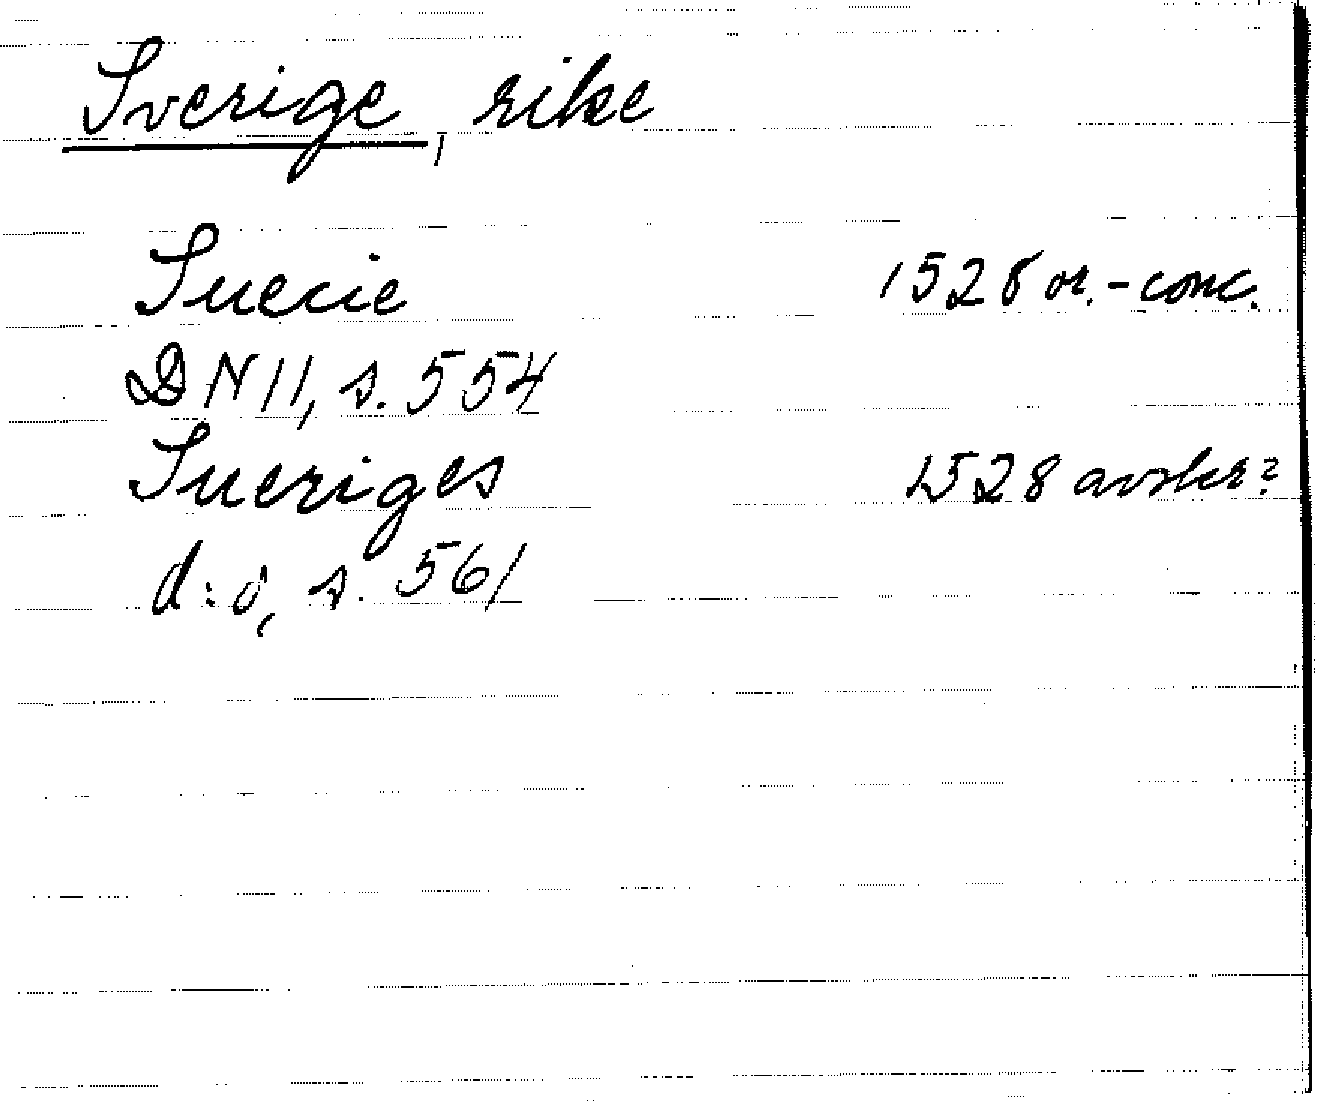 Sverige, rike
Suecie 1528 or.-conc.
DN 11, s. 554
Sueriges 1528 avskr?
d:o, s. 561